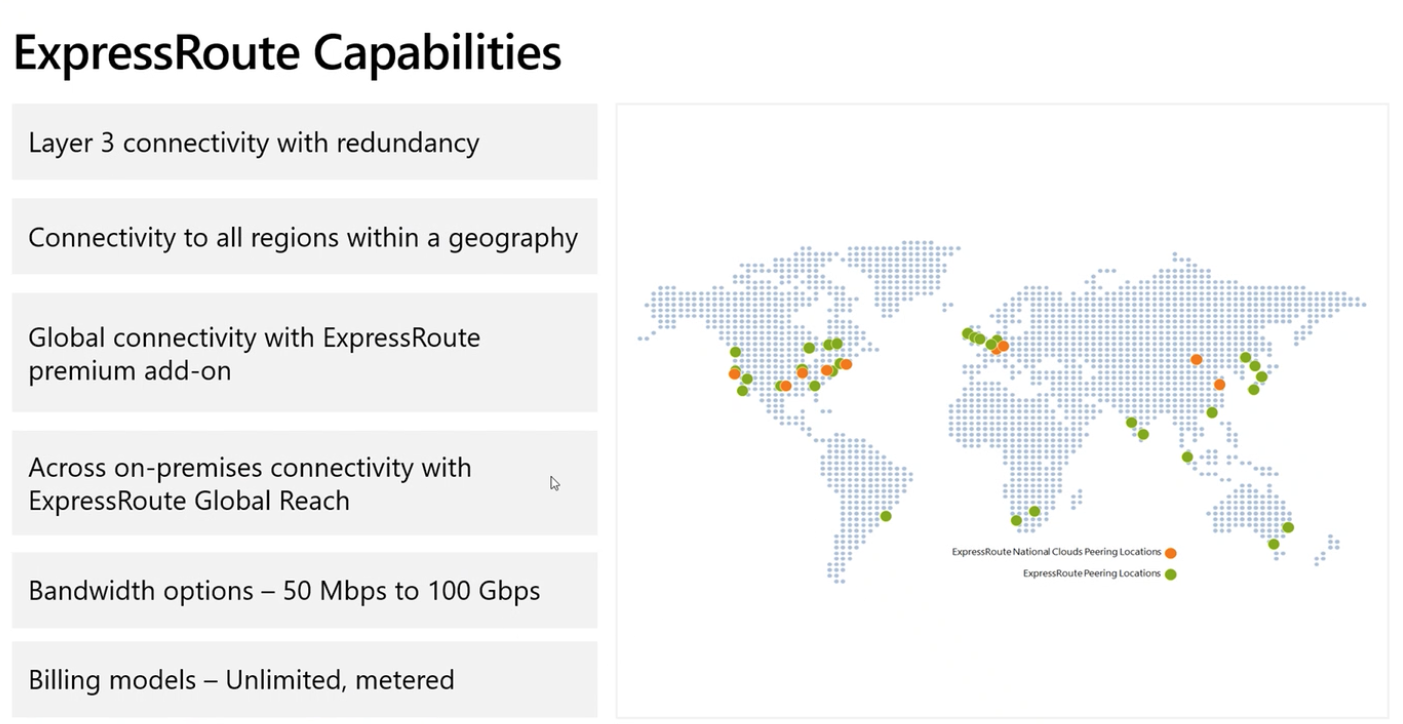 ExpressRoute Capabilities
Layer 3 connectivity with redundancy
Connectivity to all regions within a geography
Global connectivity with ExpressRoute
premium add-on
Across on-premises connectivity with
ExpressRoute Global Reach
Bandwidth options – 50 Mbps to 100 Gbps
Billing models – Unlimited, metered
ExpressRoute National Clouds Peering Locations
ExpressRoute Peering Locations